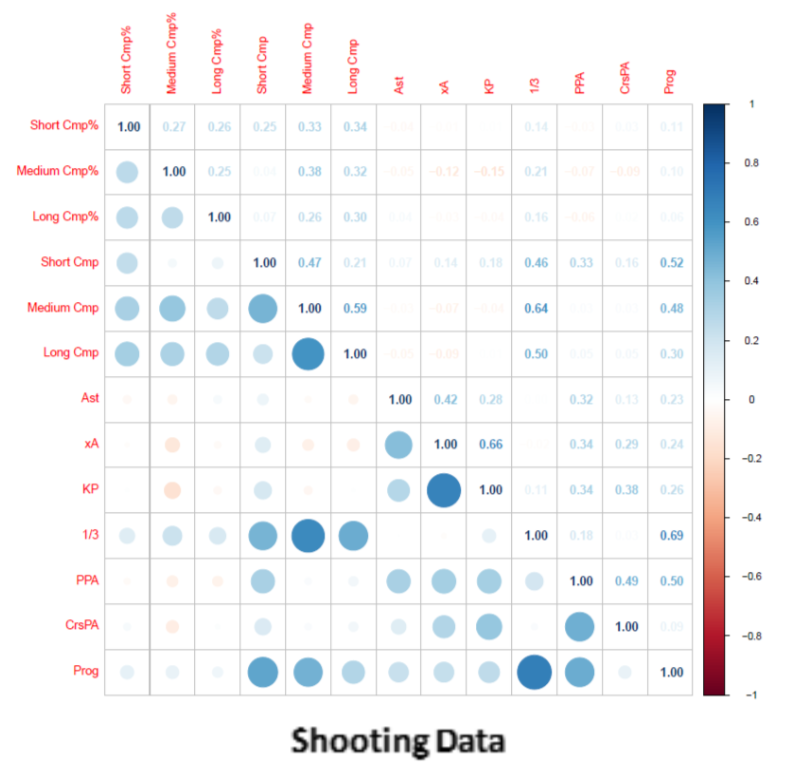 Short Cmp% Medium Cmp% Long Cmp% Short Cmp Medium Cmp Long Cmp Ast xA KP 1/3 PPA CrsPA Prog
Short Cmp% 1.00 0.27 0.26 0.25 0.33 0.34 0.14 0.11
Medium Cmp% 1.00 0.25 0.04 0.38 0.32 −0.05 −0.12 −0.15 0.21 −0.07 −0.09 0.10
Long Cmp% 1.00 0.07 0.26 0.30 0.16
Short Cmp 1.00 0.47 0.21 0.07 0.14 0.18 0.46 0.33 0.16 0.52
Medium Cmp 1.00 0.59 −0.07 0.64 0.48
Long Cmp 1.00 −0.05 −0.09 0.50 0.05 0.05 0.30
Ast 1.00 0.42 0.28 0.32 0.13 0.23
xA 1.00 0.66 0.34 0.29 0.24
KP 1.00 0.11 0.34 0.38 0.26
1/3 1.00 0.18 0.69
PPA 1.00 0.49 0.50
CrsPA 1.00 0.09
Prog 1.00
1
0.8
0.6
0.4
0.2
0
−0.2
−0.4
−0.6
−0.8
−1
Shooting Data